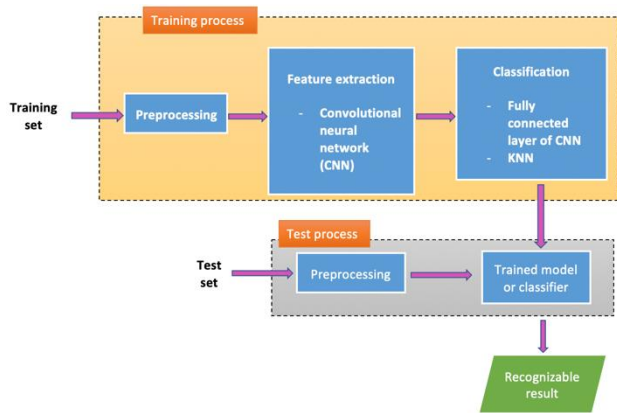 Training process
Training
set
Preprocessing
Feature extraction
- Convolutional
neural
network
(CNN)
Classification
- Fully
connected
layer of CNN
- KNN
Test process
Test
set
Preprocessing
Trained model
or classifier
Recognizable
result